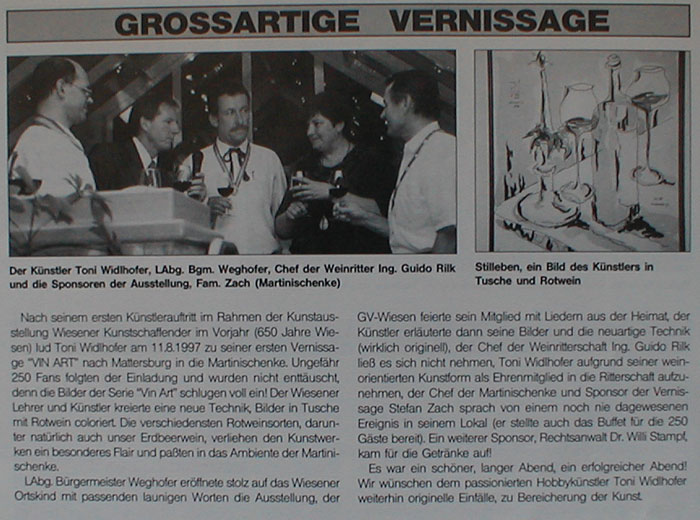 GROSSARTIGE VERNISSAGE
Der Künstler Toni Widlhofer, LAbg. Bgm. Weghofer, Chef der Weinritter Ing. Guido Rilk
und die Sponsoren der Ausstellung, Fam. Zach (Martinischenke)
Stilleben, ein Bild des Künstlers in
Tusche und Rotwein
Nach seinem ersten Künstlerauftritt im Rahmen der Kunstaus-
stellung Wiesener Kunstschaffender im Vorjahr (650 Jahre Wie-
sen) lud Toni Widlhofer am 11.8.1997 zu seiner ersten Vernissa-
ge "VIN ART" nach Mattersburg in die Martinischenke. Ungefähr
250 Fans folgten der Einladung und wurden nicht enttäuscht,
denn die Bilder der Serie "Vin Art" schlugen voll ein! Der Wiesener
Lehrer und Künstler kreierte eine neue Technik, Bilder in Tusche
mit Rotwein coloriert. Die verschiedensten Rotweinsorten, darun-
ter natürlich auch unser Erdbeerwein, verliehen den Kunstwer-
ken ein besonderes Flair und paßten in das Ambiente der Martini-
schenke.
LAbg. Bürgermeister Weghofer eröffnete stolz auf das Wiesener
Ortskind mit passenden launigen Worten die Ausstellung, der
GV-Wiesen feierte sein Mitglied mit Liedern aus der Heimat, der
Künstler erläuterte dann seine Bilder und die neuartige Technik
(wirklich originell), der Chef der Weinritterschaft Ing. Guido Rilk
ließ es sich nicht nehmen, Toni Widlhofer aufgrund seiner wein-
orientierten Kunstform als Ehrenmitglied in die Ritterschaft aufzu-
nehmen, der Chef der Martinischenke und Sponsor der Vernis-
sage Stefan Zach sprach von einem noch nie dagewesenen
Ereignis in seinem Lokal (er stellte auch das Buffet für die 250
Gäste bereit). Ein weiterer Sponsor, Rechtsanwalt Dr. Willi Stampf,
kam für die Getränke auf!
Es war ein schöner, langer Abend, ein erfolgreicher Abend!
Wir wünschen dem passionierten Hobbykünstler Toni Widlhofer
weiterhin originelle Einfälle, zu Bereicherung der Kunst.